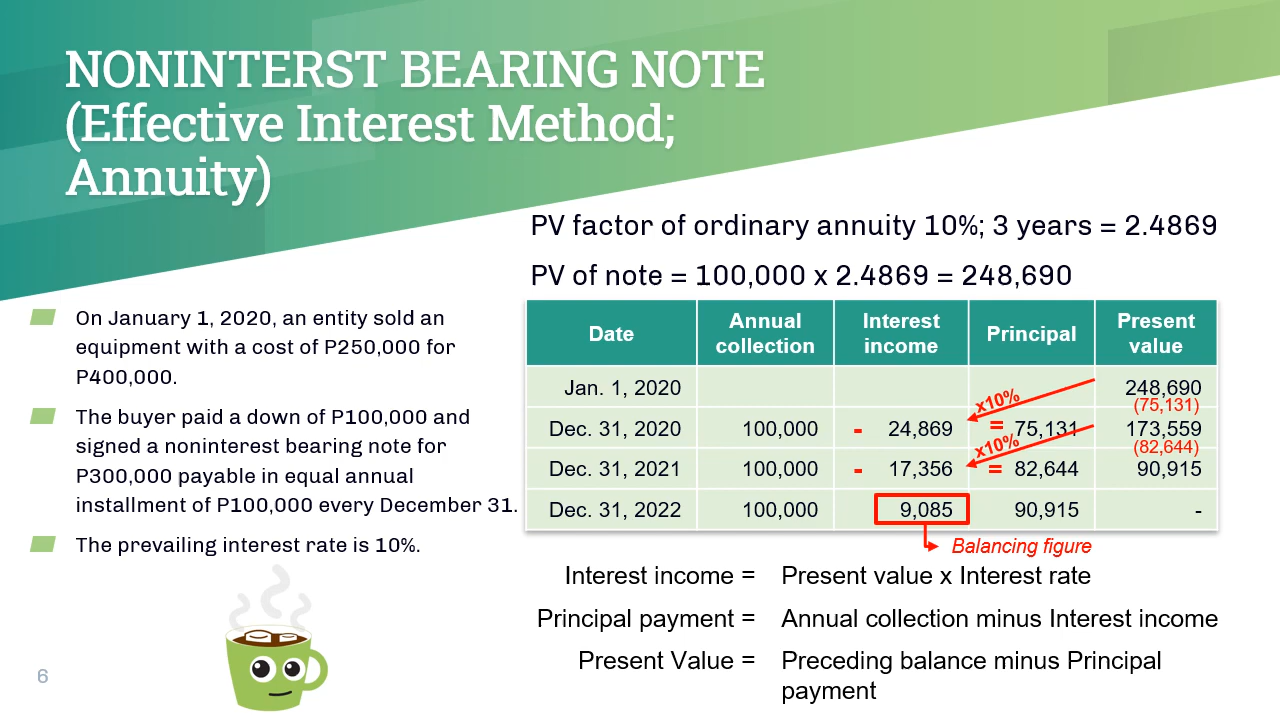 NONINTERST BEARING NOTE
(Effective Interest Method;
Annuity)
PV factor of ordinary annuity 10%; 3 years = 2.4869
PV of note = 100,000 x 2.4869 = 248,690
On January 1, 2020, an entity sold an
equipment with a cost of P250,000 for
P400,000.
The buyer paid a down of P100,000 and
signed a noninterest bearing note for
P300,000 payable in equal annual
installment of P100,000 every December 31.
The prevailing interest rate is 10%.
Date Annual collection Interest income Principal Present value
Jan. 1, 2020 248,690
x10% (75,131)
Dec. 31, 2020 100,000 - 24,869 = 75,131 173,559
x10% (82,644)
Dec. 31, 2021 100,000 - 17,356 = 82,644 90,915
Dec. 31, 2022 100,000 9,085 90,915 -
Balancing figure
Interest income = Present value x Interest rate
Principal payment = Annual collection minus Interest income
Present Value = Preceding balance minus Principal
payment
6